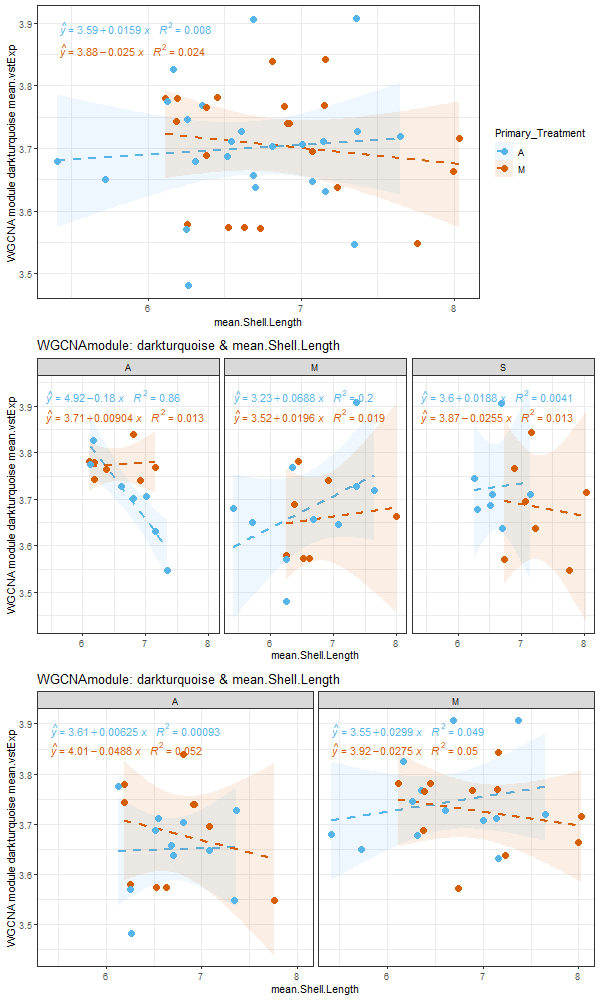 ŷ = 3.59 + 0.0159 x   R² = 0.008
ŷ = 3.88 − 0.025 x   R² = 0.024
3.9
3.8
3.7
3.6
3.5
WGCNA module darkturquoise mean.vstExp
6 7 8
mean.Shell.Length
Primary_Treatment
A
M
WGCNAmodule: darkturquoise & mean.Shell.Length
A M S
ŷ = 4.92 − 0.18 x   R² = 0.86
ŷ = 3.71 + 0.00904 x   R² = 0.013
ŷ = 3.23 + 0.0688 x   R² = 0.2
ŷ = 3.52 + 0.0196 x   R² = 0.019
ŷ = 3.6 + 0.0188 x   R² = 0.0041
ŷ = 3.87 − 0.0255 x   R² = 0.013
3.9
3.8
3.7
3.6
3.5
WGCNA module darkturquoise mean.vstExp
6 7 8 6 7 8 6 7 8
mean.Shell.Length
WGCNAmodule: darkturquoise & mean.Shell.Length
A M
ŷ = 3.61 + 0.00625 x   R² = 0.00093
ŷ = 4.01 − 0.0488 x   R² = 0.052
ŷ = 3.55 + 0.0299 x   R² = 0.049
ŷ = 3.92 − 0.0275 x   R² = 0.05
3.9
3.8
3.7
3.6
3.5
WGCNA module darkturquoise mean.vstExp
6 7 8 6 7 8
mean.Shell.Length